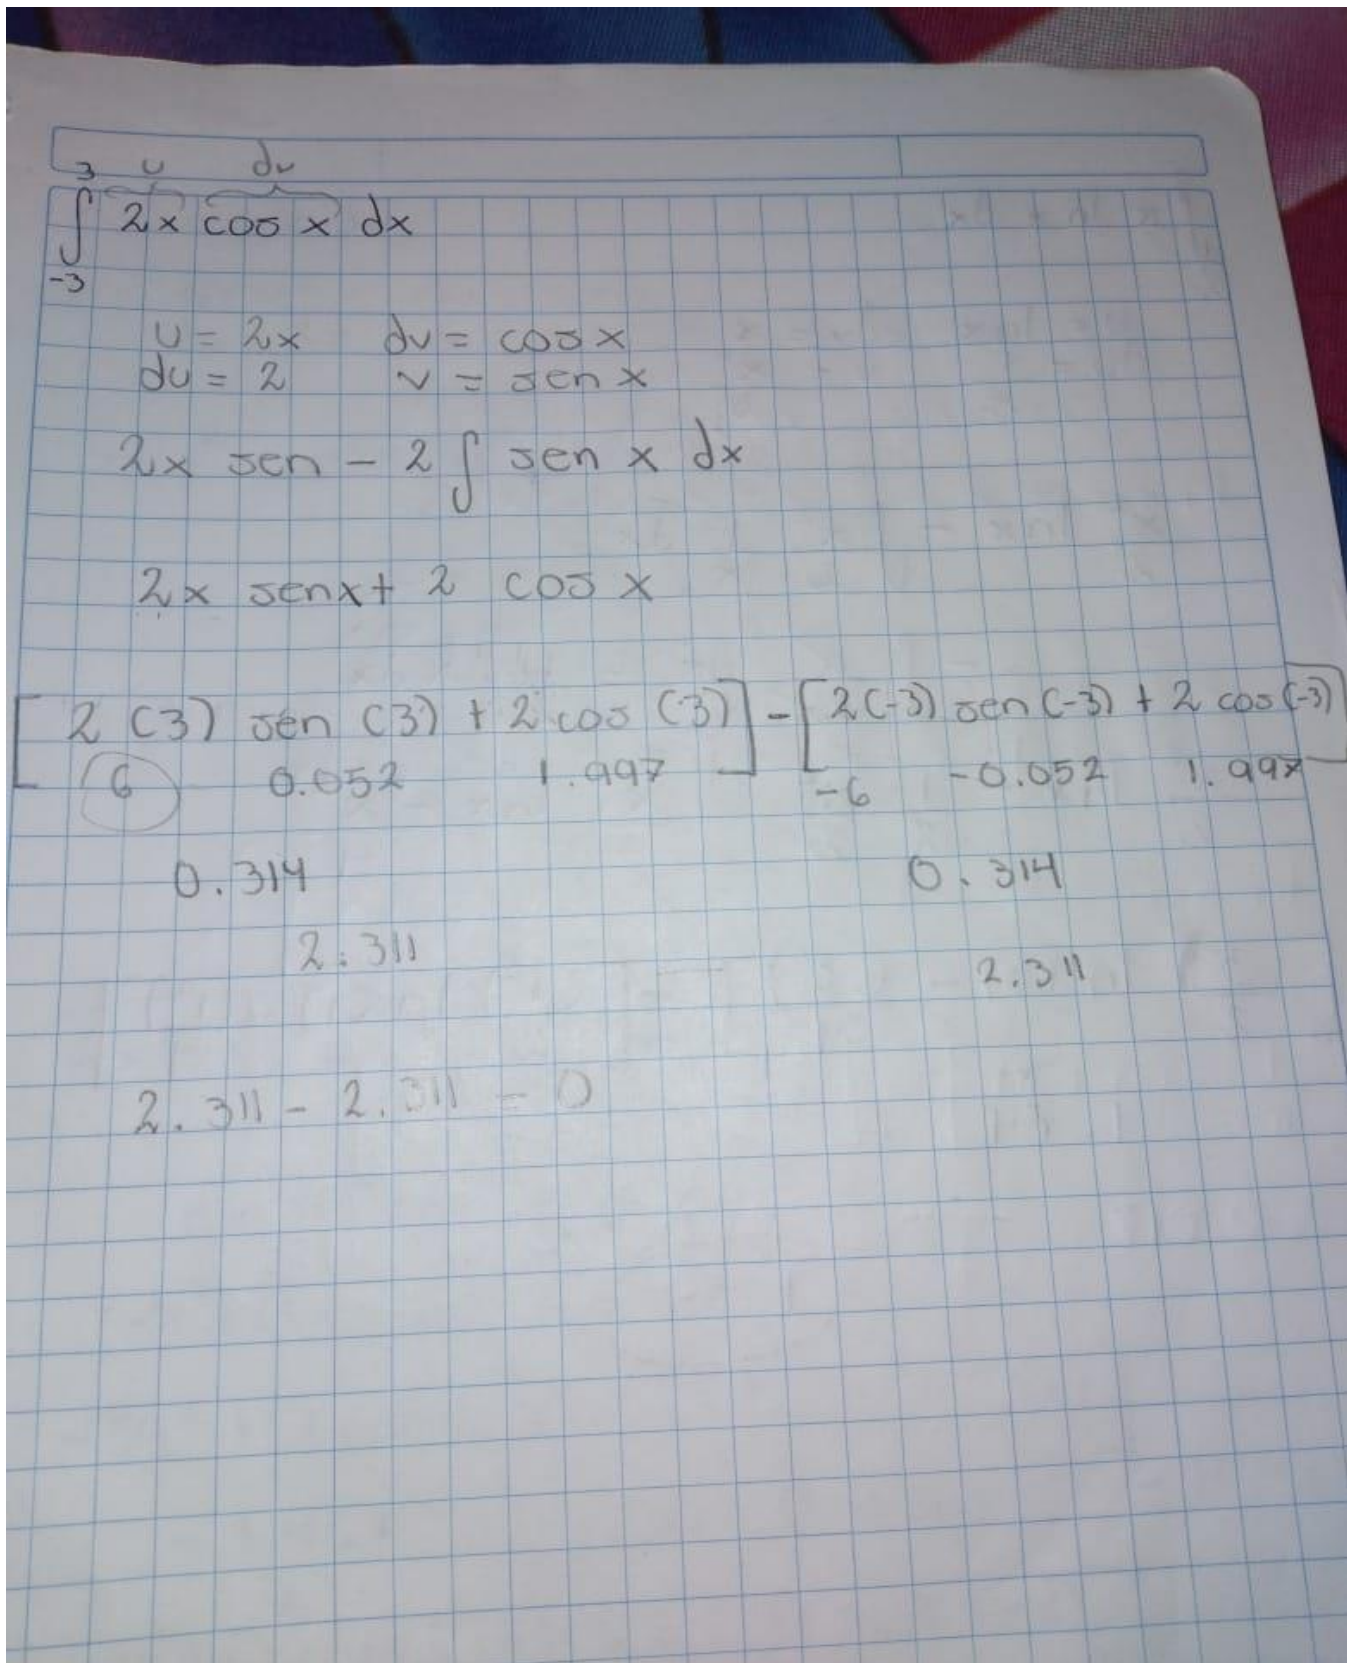 3 u dv
∫ 2x cos x dx
-3
u = 2x dv = cos x
du = 2 v = sen x
2x sen - 2 ∫ sen x dx
2x senx + 2 cos x
[2 (3) sen (3) + 2 cos (3)] - [2(-3) sen (-3) + 2 cos (-3)]
6 0.052 1.997 -6 -0.052 1.997
0.314 0.314
2.311 2.311
2.311 - 2.311 = 0